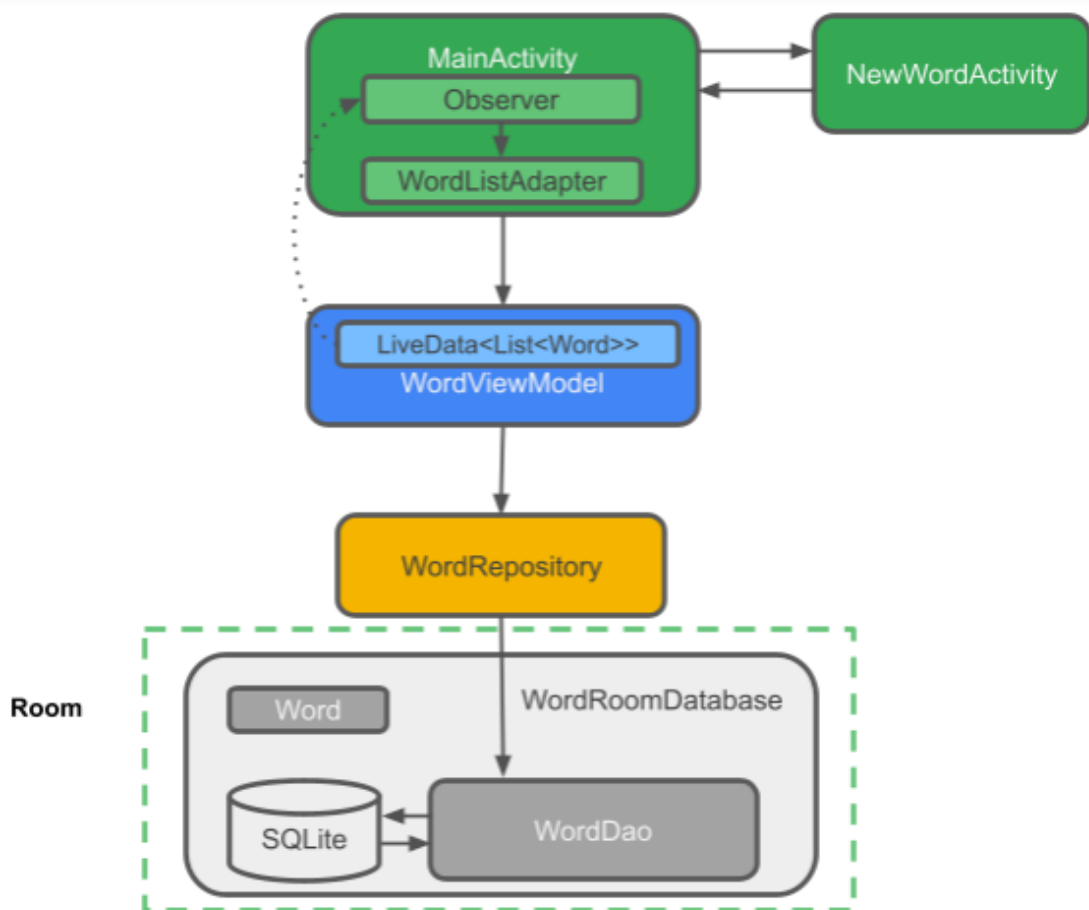 MainActivity
NewWordActivity
Observer
WordListAdapter
LiveData<List<Word>>
WordViewModel
WordRepository
Room
Word
WordRoomDatabase
SQLite
WordDao